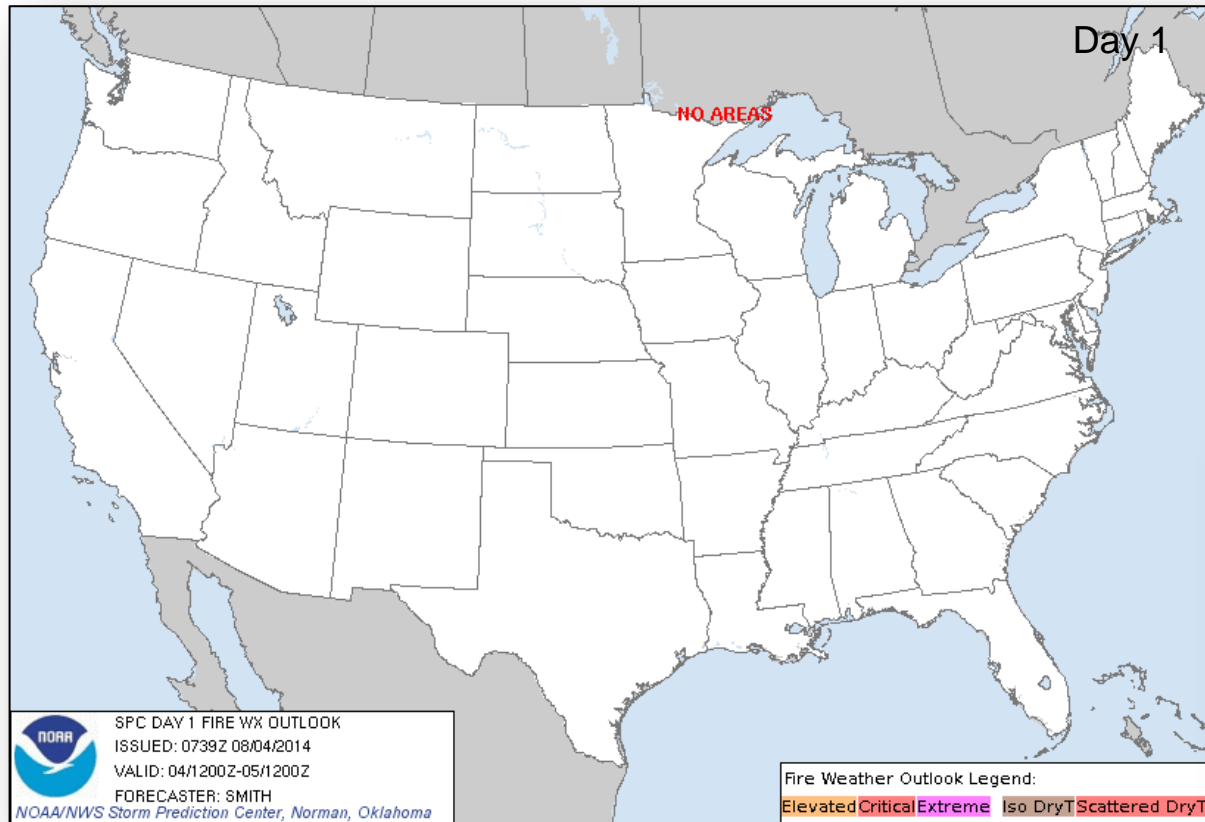 Day 1
NO AREAS
NOAA
SPC DAY 1 FIRE WX OUTLOOK
ISSUED: 0739Z 08/04/2014
VALID: 04/1200Z-05/1200Z
FORECASTER: SMITH
NOAA/NWS Storm Prediction Center, Norman, Oklahoma
Fire Weather Outlook Legend:
Elevated Critical Extreme Iso DryT Scattered DryT